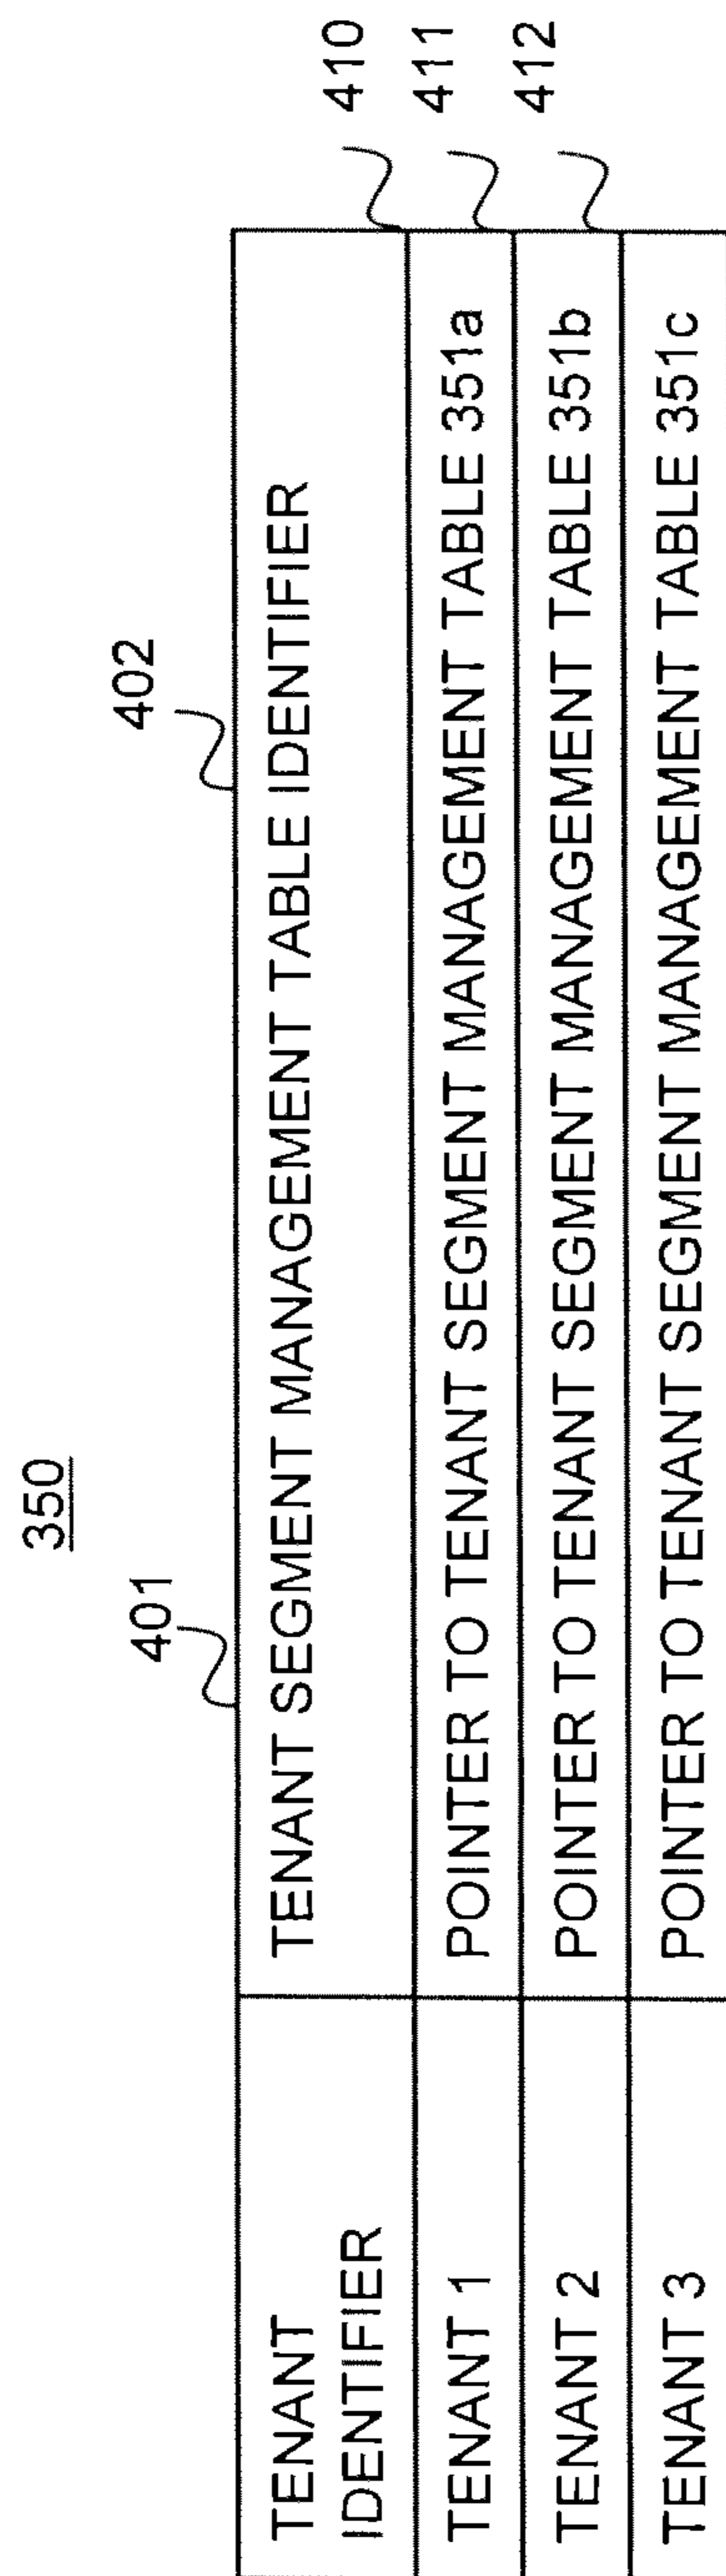 350
401
402
TENANT IDENTIFIER
TENANT SEGMENT MANAGEMENT TABLE IDENTIFIER
410
TENANT 1
POINTER TO TENANT SEGMENT MANAGEMENT TABLE 351a
411
TENANT 2
POINTER TO TENANT SEGMENT MANAGEMENT TABLE 351b
412
TENANT 3
POINTER TO TENANT SEGMENT MANAGEMENT TABLE 351c